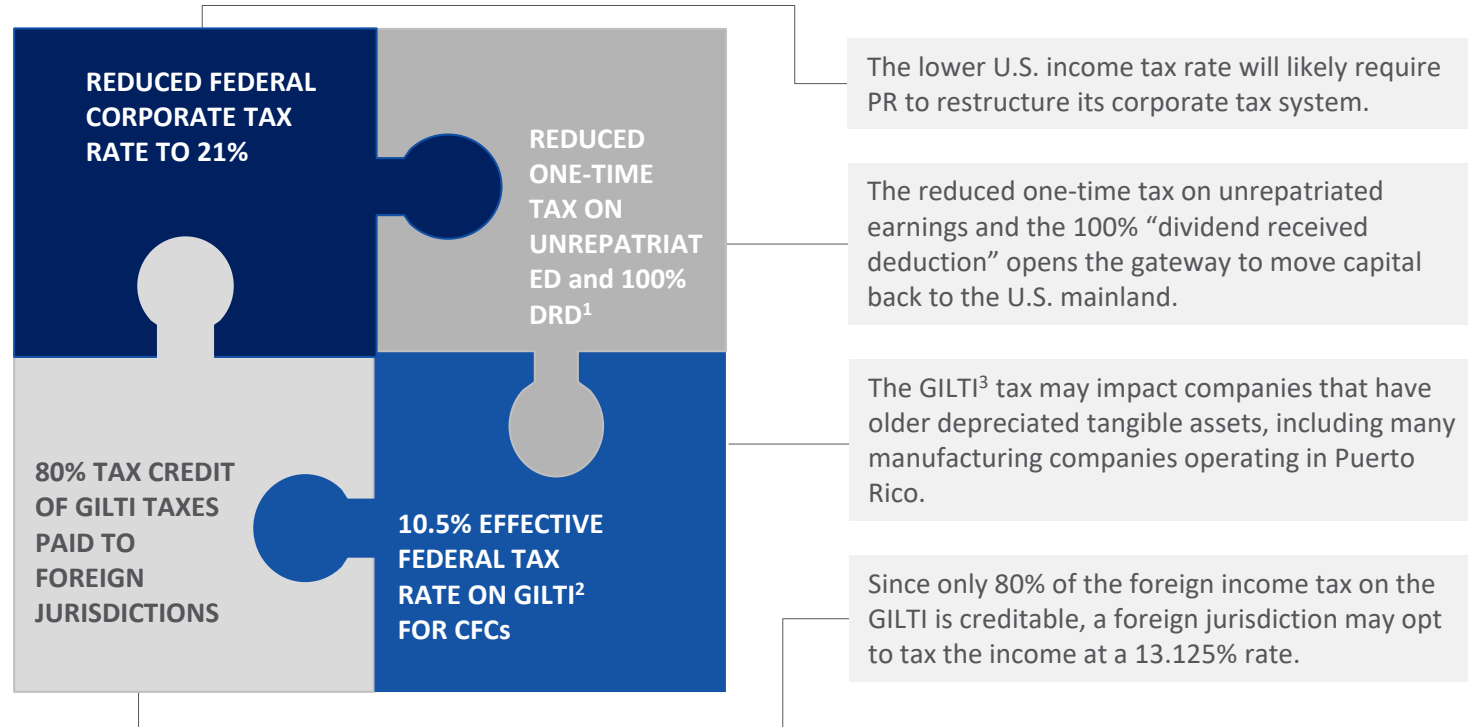 REDUCED FEDERAL
CORPORATE TAX
RATE TO 21%
REDUCED
ONE-TIME
TAX ON
UNREPATRIAT
ED and 100%
DRD¹
80% TAX CREDIT
OF GILTI TAXES
PAID TO
FOREIGN
JURISDICTIONS
10.5% EFFECTIVE
FEDERAL TAX
RATE ON GILTI²
FOR CFCs
The lower U.S. income tax rate will likely require
PR to restructure its corporate tax system.
The reduced one-time tax on unrepatriated
earnings and the 100% “dividend received
deduction” opens the gateway to move capital
back to the U.S. mainland.
The GILTI³ tax may impact companies that have
older depreciated tangible assets, including many
manufacturing companies operating in Puerto
Rico.
Since only 80% of the foreign income tax on the
GILTI is creditable, a foreign jurisdiction may opt
to tax the income at a 13.125% rate.